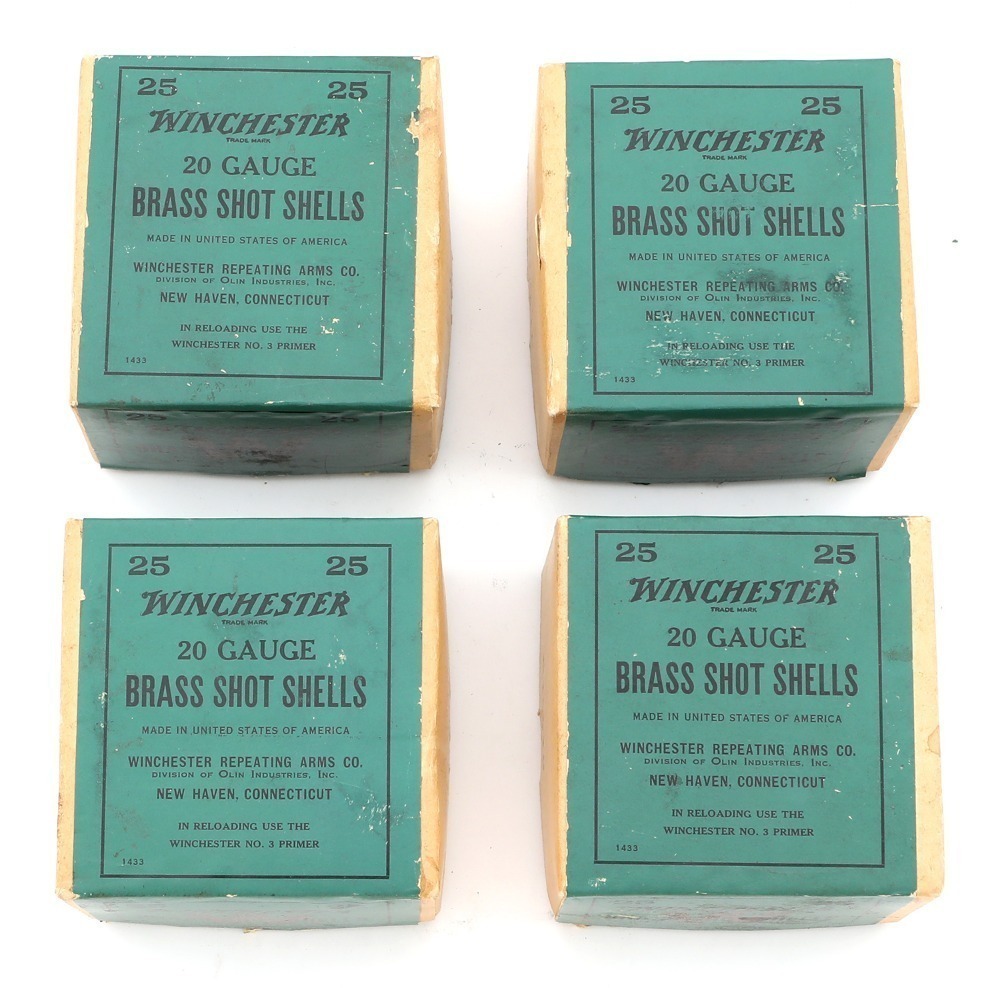 25 25
WINCHESTER
TRADE MARK
20 GAUGE
BRASS SHOT SHELLS
MADE IN UNITED STATES OF AMERICA
WINCHESTER REPEATING ARMS CO.
DIVISION OF OLIN INDUSTRIES, INC.
NEW HAVEN, CONNECTICUT
IN RELOADING USE THE
WINCHESTER NO. 3 PRIMER
1433
25 25
25 25
WINCHESTER
TRADE MARK
20 GAUGE
BRASS SHOT SHELLS
MADE IN UNITED STATES OF AMERICA
WINCHESTER REPEATING ARMS CO.
DIVISION OF OLIN INDUSTRIES, INC.
NEW HAVEN, CONNECTICUT
IN RELOADING USE THE
WINCHESTER NO. 3 PRIMER
1433
25 25
WINCHESTER
TRADE MARK
20 GAUGE
BRASS SHOT SHELLS
MADE IN UNITED STATES OF AMERICA
WINCHESTER REPEATING ARMS CO.
DIVISION OF OLIN INDUSTRIES, INC.
NEW HAVEN, CONNECTICUT
IN RELOADING USE THE
WINCHESTER NO. 3 PRIMER
1433
25 25
WINCHESTER
TRADE MARK
20 GAUGE
BRASS SHOT SHELLS
MADE IN UNITED STATES OF AMERICA
WINCHESTER REPEATING ARMS CO.
DIVISION OF OLIN INDUSTRIES, INC.
NEW HAVEN, CONNECTICUT
IN RELOADING USE THE
WINCHESTER NO. 3 PRIMER
1433